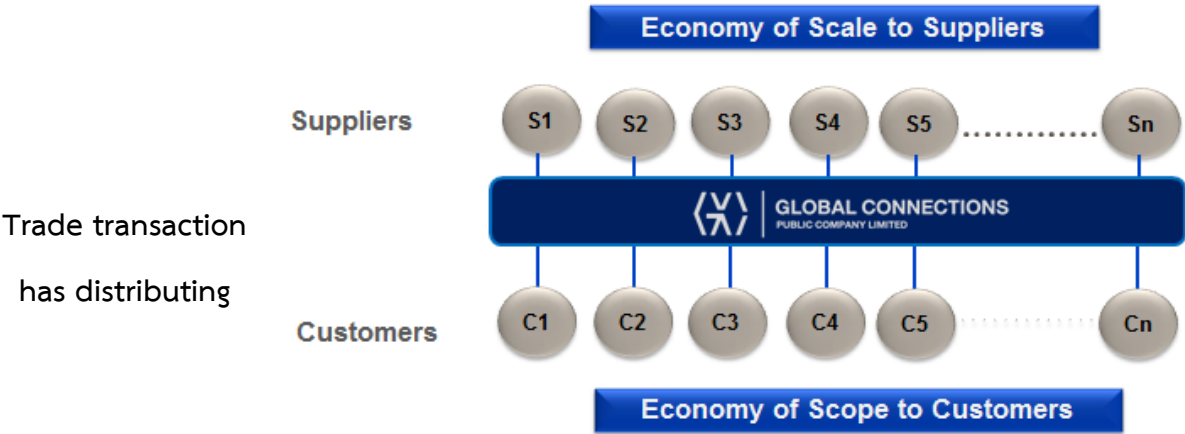 Economy of Scale to Suppliers
Suppliers
S1 S2 S3 S4 S5 ............. Sn
GLOBAL CONNECTIONS
PUBLIC COMPANY LIMITED
Trade transaction
has distributing
Customers
C1 C2 C3 C4 C5 ................. Cn
Economy of Scope to Customers